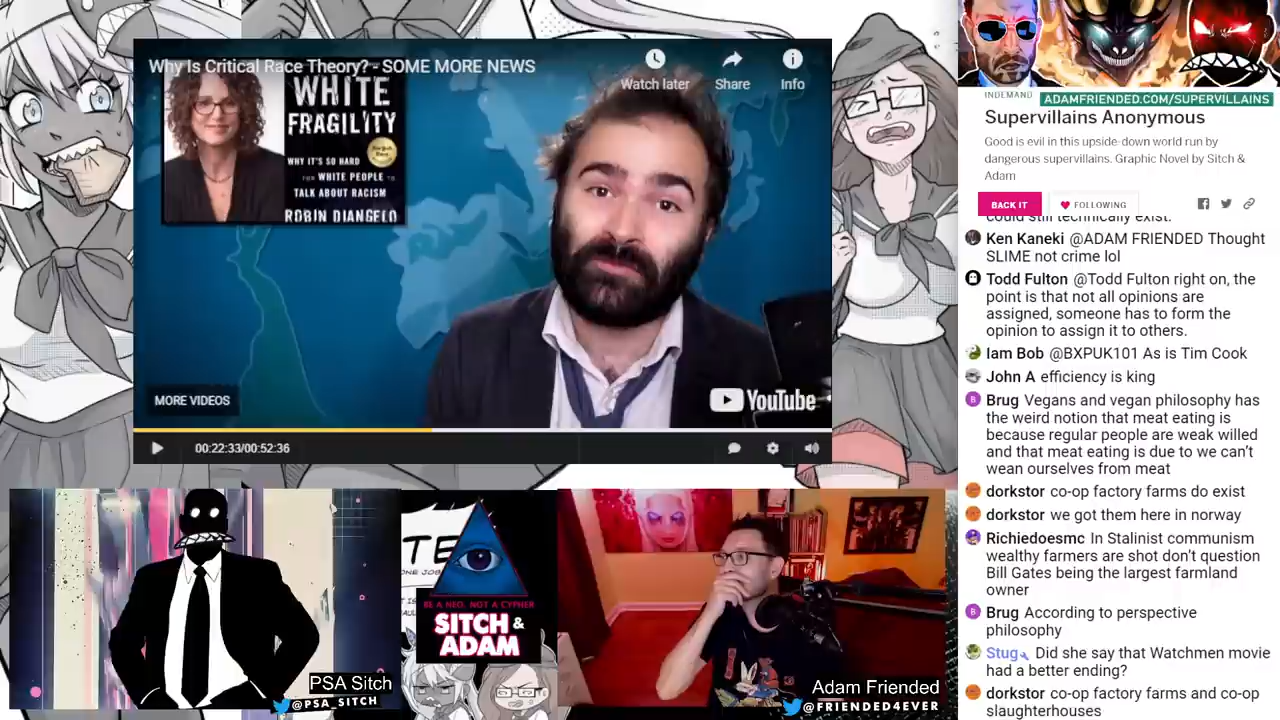 Why Is Critical Race Theory? - SOME MORE NEWS
Watch later
Share
Info
WHITE
FRAGILITY
WHY IT'S SO HARD
FOR WHITE PEOPLE TO
TALK ABOUT RACISM
ROBIN DIANGELO
MORE VIDEOS
YouTube
00:22:33/00:52:36
PSA Sitch
@PSA_SITCH
TE
BE A NEO, NOT A CYPHER
SITCH &
ADAM
Adam Friended
@FRIENDED4EVER
INDEMAND
ADAMFRIENDED.COM/SUPERVILLAINS
Supervillains Anonymous
Good is evil in this upside-down world run by
dangerous supervillains. Graphic Novel by Sitch &
Adam
BACK IT
FOLLOWING
could still technically exist.
Ken Kaneki @ADAM FRIENDED Thought
SLIME not crime lol
Todd Fulton @Todd Fulton right on, the
point is that not all opinions are
assigned, someone has to form the
opinion to assign it to others.
Iam Bob @BXPUK101 As is Tim Cook
John A efficiency is king
Brug Vegans and vegan philosophy has
the weird notion that meat eating is
because regular people are weak willed
and that meat eating is due to we can't
wean ourselves from meat
dorkstor co-op factory farms do exist
dorkstor we got them here in norway
Richiedoesmc In Stalinist communism
wealthy farmers are shot don't question
Bill Gates being the largest farmland
owner
Brug According to perspective
philosophy
Stug Did she say that Watchmen movie
had a better ending?
dorkstor co-op factory farms and co-op
slaughterhouses